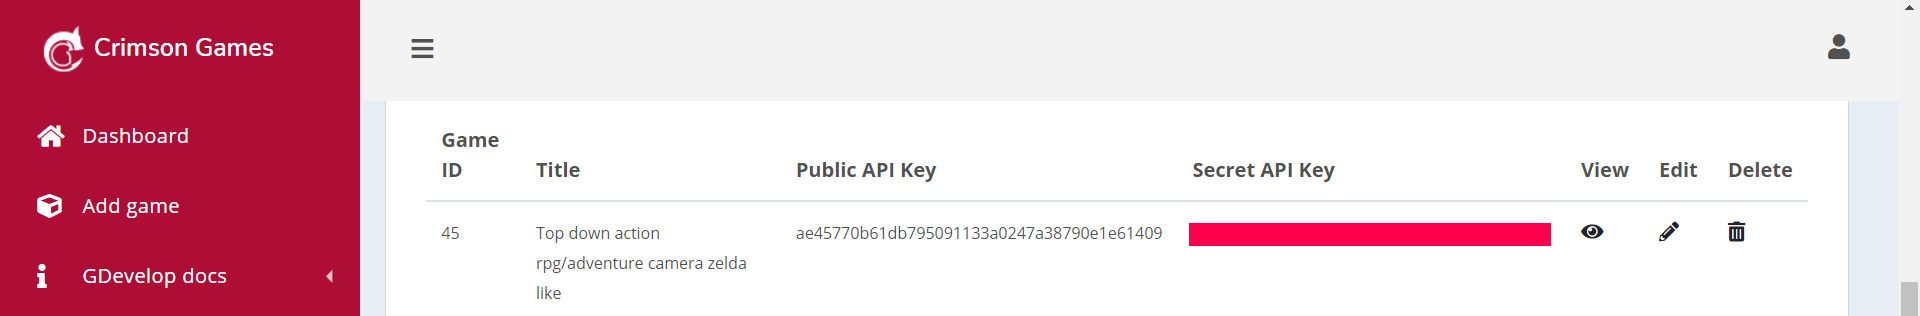 Crimson Games
Dashboard
Add game
GDevelop docs
Game
ID Title Public API Key Secret API Key View Edit Delete
45 Top down action ae45770b61db795091133a0247a38790e1e61409
rpg/adventure camera zelda
like